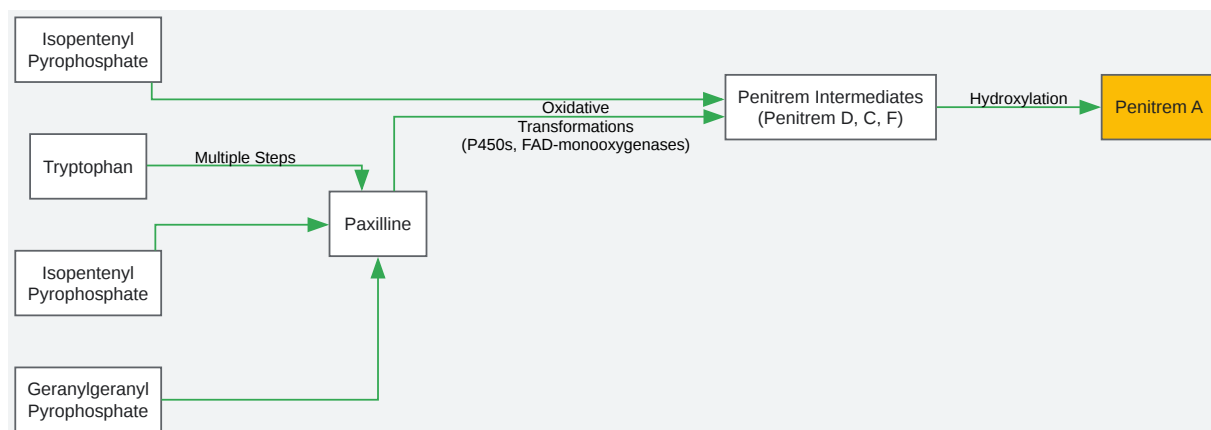 Isopentenyl
Pyrophosphate
Tryptophan
Multiple Steps
Isopentenyl
Pyrophosphate
Geranylgeranyl
Pyrophosphate
Paxilline
Oxidative
Transformations
(P450s, FAD-monooxygenases)
Penitrem Intermediates
(Penitrem D, C, F)
Hydroxylation
Penitrem A